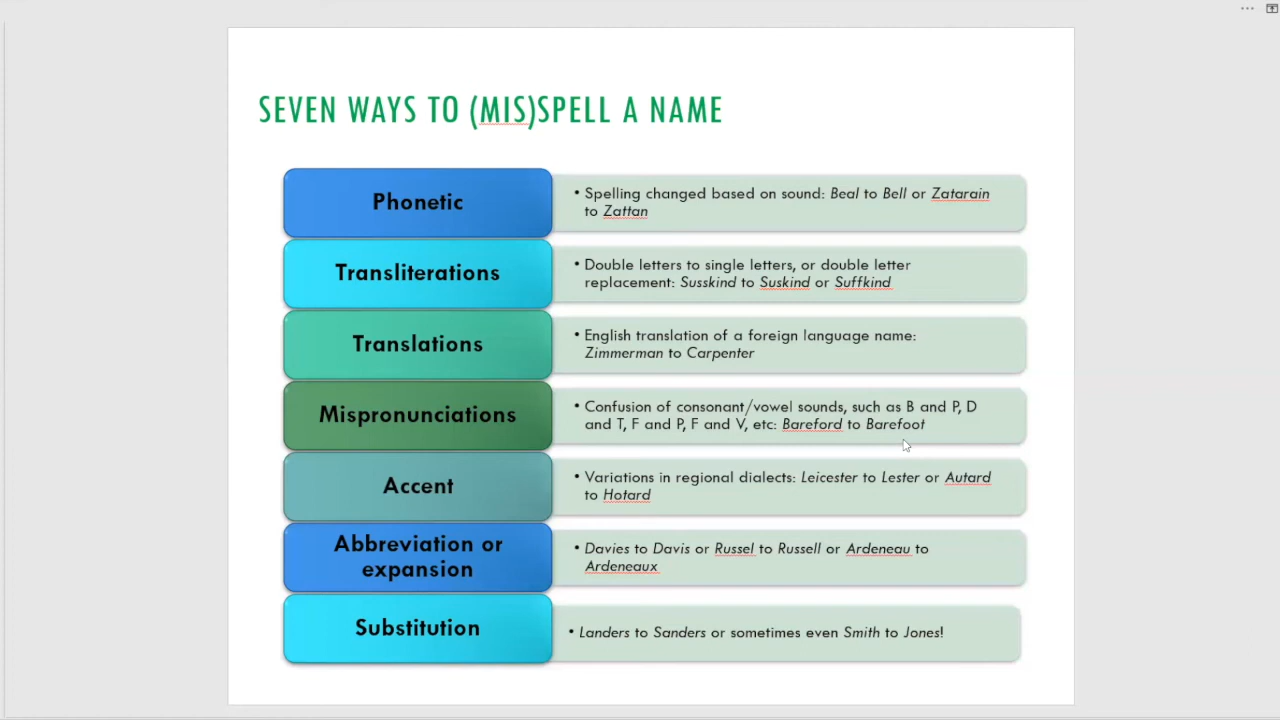 SEVEN WAYS TO (MIS)SPELL A NAME
Phonetic
• Spelling changed based on sound: Beal to Bell or Zatarain
to Zattan
Transliterations
• Double letters to single letters, or double letter
replacement: Susskind to Suskind or Suffkind
Translations
• English translation of a foreign language name:
Zimmerman to Carpenter
Mispronunciations
• Confusion of consonant/vowel sounds, such as B and P, D
and T, F and P, F and V, etc: Bareford to Barefoot
Accent
• Variations in regional dialects: Leicester to Lester or Autard
to Hotard
Abbreviation or
expansion
• Davies to Davis or Russel to Russell or Ardeneau to
Ardeneaux
Substitution
• Landers to Sanders or sometimes even Smith to Jones!